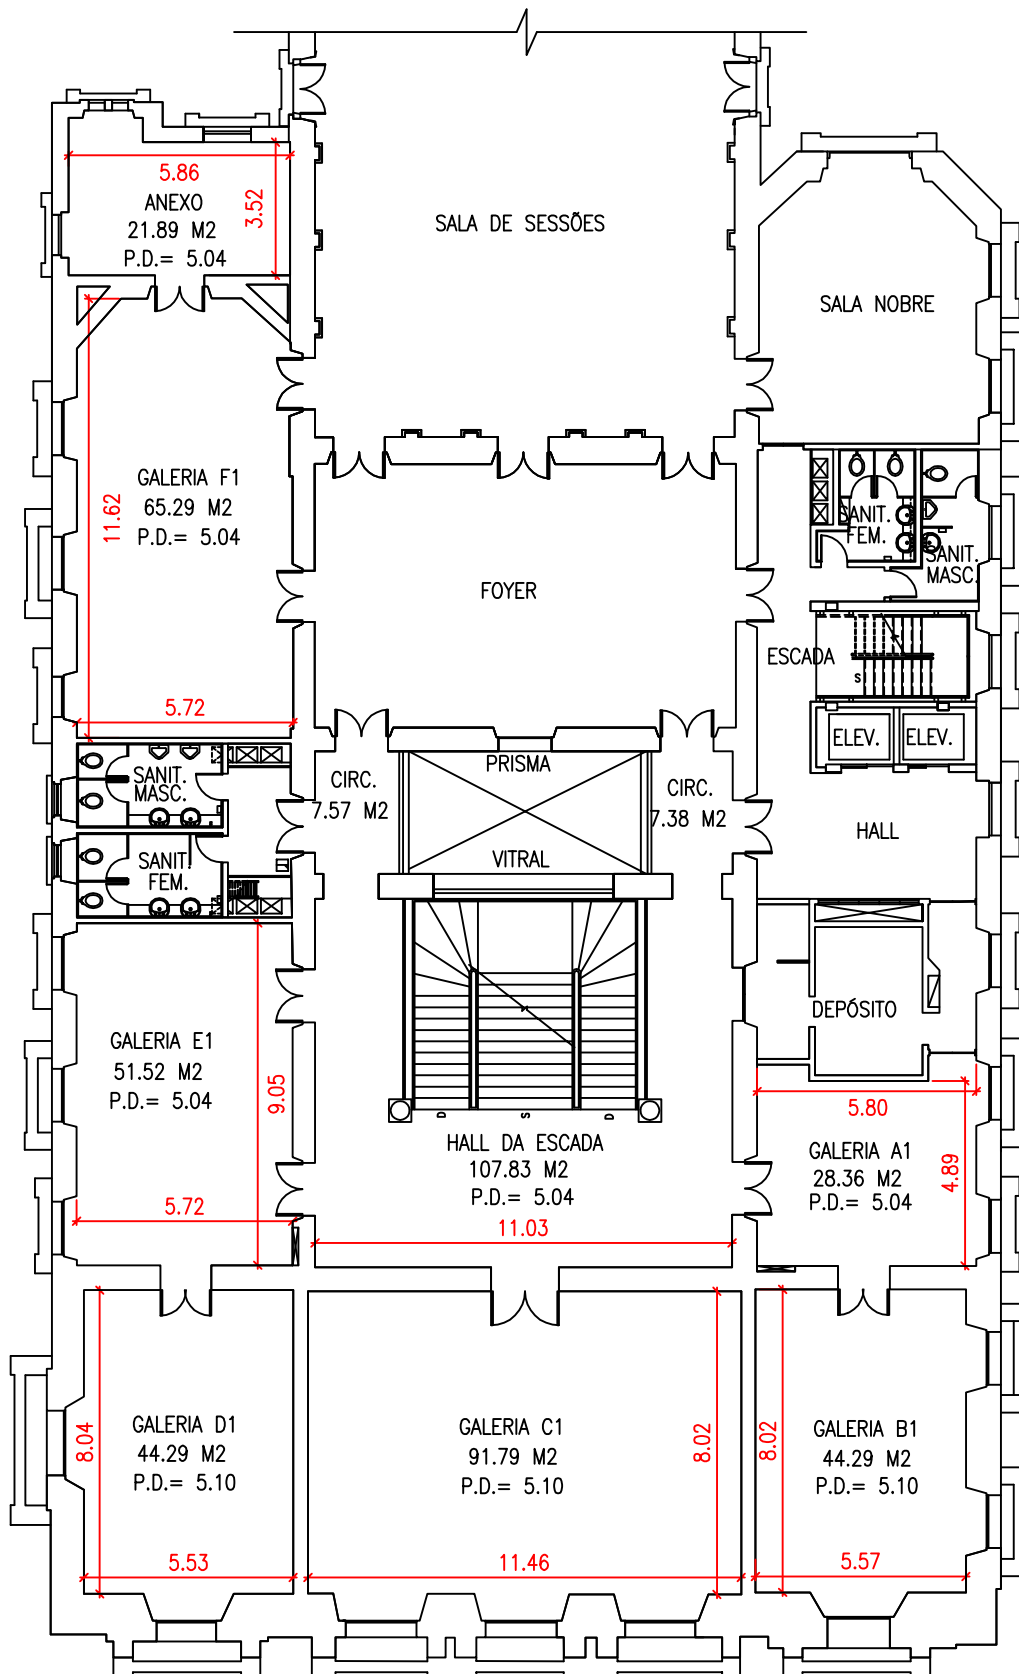 5.86
3.52
ANEXO
21.89 M2
P.D.= 5.04
SALA DE SESSÕES
SALA NOBRE
GALERIA F1
65.29 M2
P.D.= 5.04
11.62
5.72
SANIT.
FEM.
SANIT.
MASC.
FOYER
ESCADA
S
ELEV.
ELEV.
SANIT.
MASC.
CIRC.
7.57 M2
PRISMA
VITRAL
CIRC.
7.38 M2
HALL
SANIT.
FEM.
DEPÓSITO
GALERIA E1
51.52 M2
P.D.= 5.04
9.05
5.72
D
S
D
HALL DA ESCADA
107.83 M2
P.D.= 5.04
11.03
5.80
GALERIA A1
28.36 M2
P.D.= 5.04
4.89
GALERIA D1
44.29 M2
P.D.= 5.10
8.04
5.53
GALERIA C1
91.79 M2
P.D.= 5.10
8.02
11.46
GALERIA B1
44.29 M2
P.D.= 5.10
8.02
5.57